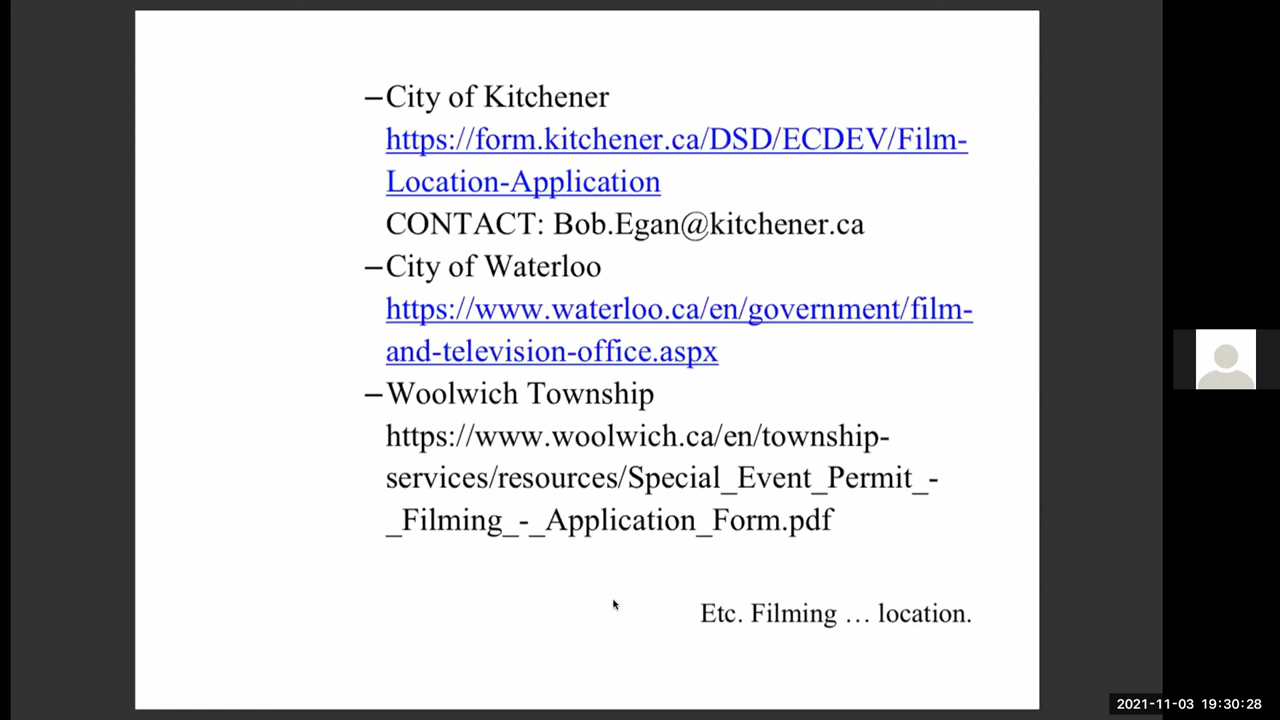 –City of Kitchener
https://form.kitchener.ca/DSD/ECDEV/Film-
Location-Application
CONTACT: Bob.Egan@kitchener.ca
–City of Waterloo
https://www.waterloo.ca/en/government/film-
and-television-office.aspx
–Woolwich Township
https://www.woolwich.ca/en/township-
services/resources/Special_Event_Permit_-
_Filming_-_Application_Form.pdf
Etc. Filming … location.
2021-11-03 19:30:28